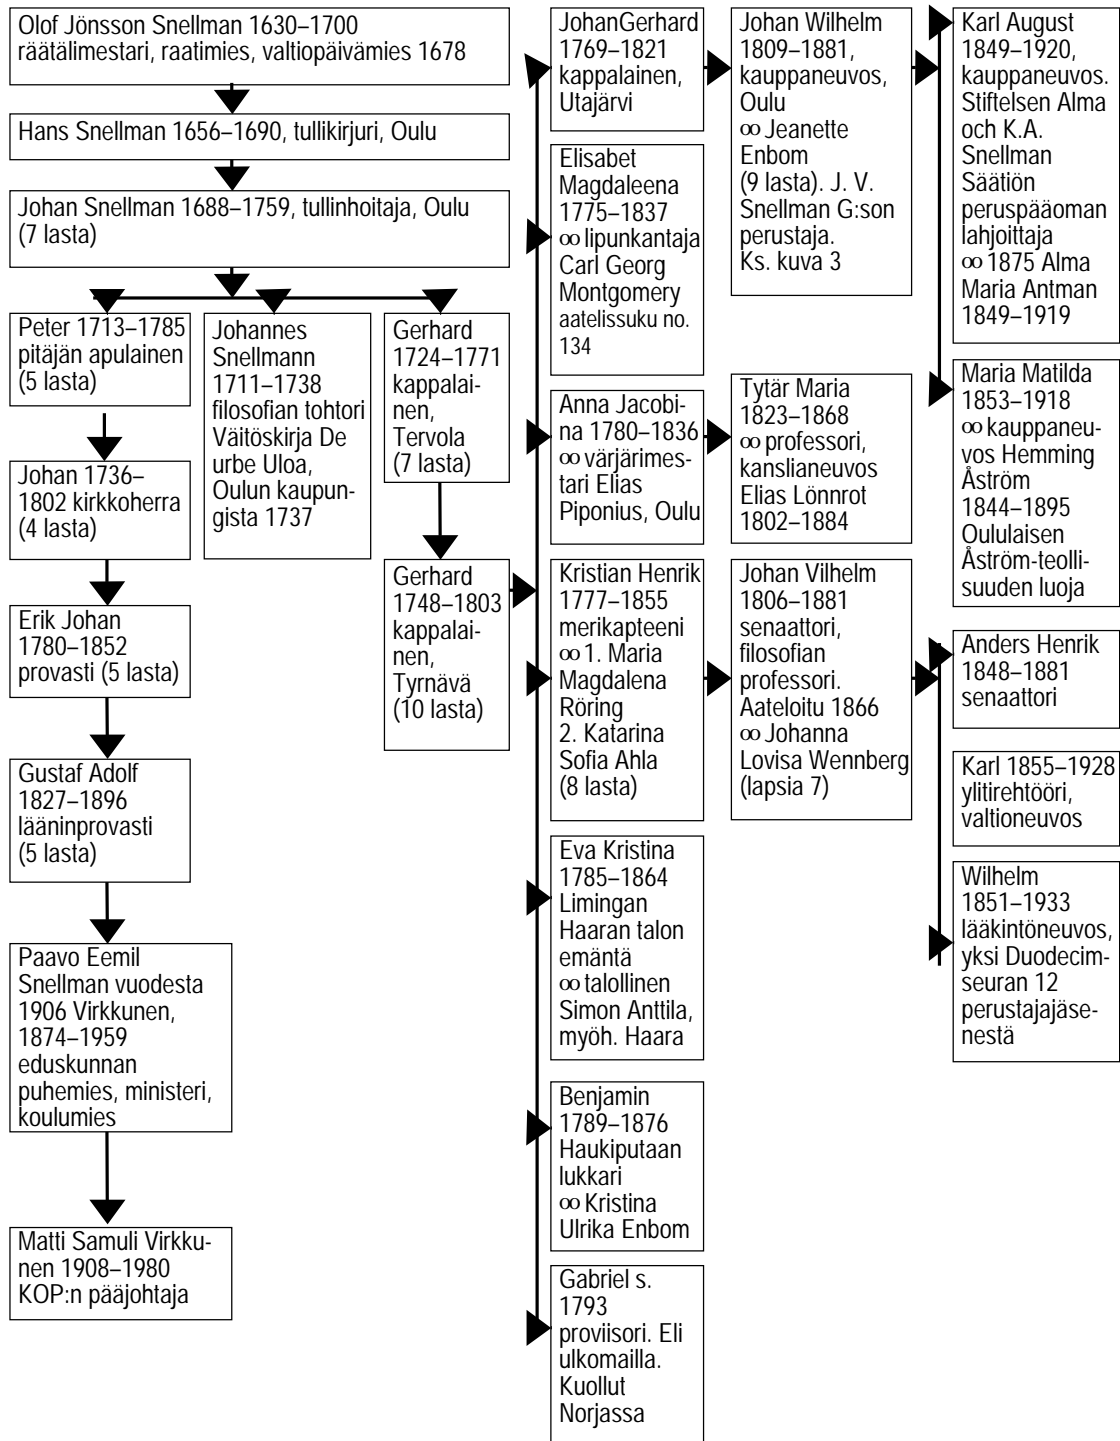 Olof Jönsson Snellman 1630–1700
räätälimestari, raatimies, valtiopäivämies 1678
Hans Snellman 1656–1690, tullikirjuri, Oulu
Johan Snellman 1688–1759, tullinhoitaja, Oulu
(7 lasta)
Peter 1713–1785
pitäjän apulainen
(5 lasta)
Johan 1736–
1802 kirkkoherra
(4 lasta)
Erik Johan
1780–1852
provasti (5 lasta)
Gustaf Adolf
1827–1896
lääninprovasti
(5 lasta)
Paavo Eemil
Snellman vuodesta
1906 Virkkunen,
1874–1959
eduskunnan
puhemies, ministeri,
koulumies
Matti Samuli Virkku-
nen 1908–1980
KOP:n pääjohtaja
Johannes
Snellmann
1711–1738
filosofian tohtori
Väitöskirja De
urbe Uloa,
Oulun kaupun-
gista 1737
Gerhard
1724–1771
kappalai-
nen,
Tervola
(7 lasta)
Gerhard
1748–1803
kappalai-
nen,
Tyrnävä
(10 lasta)
JohanGerhard
1769–1821
kappalainen,
Utajärvi
Elisabet
Magdaleena
1775–1837
ꝏ lipunkantaja
Carl Georg
Montgomery
aatelissuku no.
134
Anna Jacobi-
na 1780–1836
ꝏ värjärimes-
tari Elias
Piponius, Oulu
Kristian Henrik
1777–1855
merikapteeni
ꝏ 1. Maria
Magdalena
Röring
2. Katarina
Sofia Ahla
(8 lasta)
Eva Kristina
1785–1864
Limingan
Haaran talon
emäntä
ꝏ talollinen
Simon Anttila,
myöh. Haara
Benjamin
1789–1876
Haukiputaan
lukkari
ꝏ Kristina
Ulrika Enbom
Gabriel s.
1793
proviisori. Eli
ulkomailla.
Kuollut
Norjassa
Johan Wilhelm
1809–1881,
kauppaneuvos,
Oulu
ꝏ Jeanette
Enbom
(9 lasta). J. V.
Snellman G:son
perustaja.
Ks. kuva 3
Tytär Maria
1823–1868
ꝏ professori,
kanslianeuvos
Elias Lönnrot
1802–1884
Johan Vilhelm
1806–1881
senaattori,
filosofian
professori.
Aateloitu 1866
ꝏ Johanna
Lovisa Wennberg
(lapsia 7)
Karl August
1849–1920,
kauppaneuvos.
Stiftelsen Alma
och K.A.
Snellman
Säätiön
peruspääoman
lahjoittaja
ꝏ 1875 Alma
Maria Antman
1849–1919
Maria Matilda
1853–1918
ꝏ kauppaneu-
vos Hemming
Åström
1844–1895
Oululaisen
Åström-teolli-
suuden luoja
Anders Henrik
1848–1881
senaattori
Karl 1855–1928
ylitirehtööri,
valtioneuvos
Wilhelm
1851–1933
lääkintöneuvos,
yksi Duodecim-
seuran 12
perustajajäse-
nestä